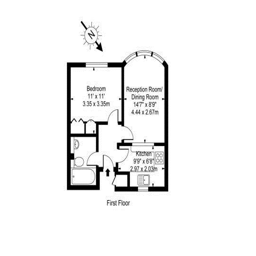 N
Bedroom
11' x 11'
3.35 x 3.35m
Reception Room/
Dining Room
14'7" x 8'9"
4.44 x 2.67m
Kitchen
9'9" x 6'8"
2.97 x 2.03m
First Floor